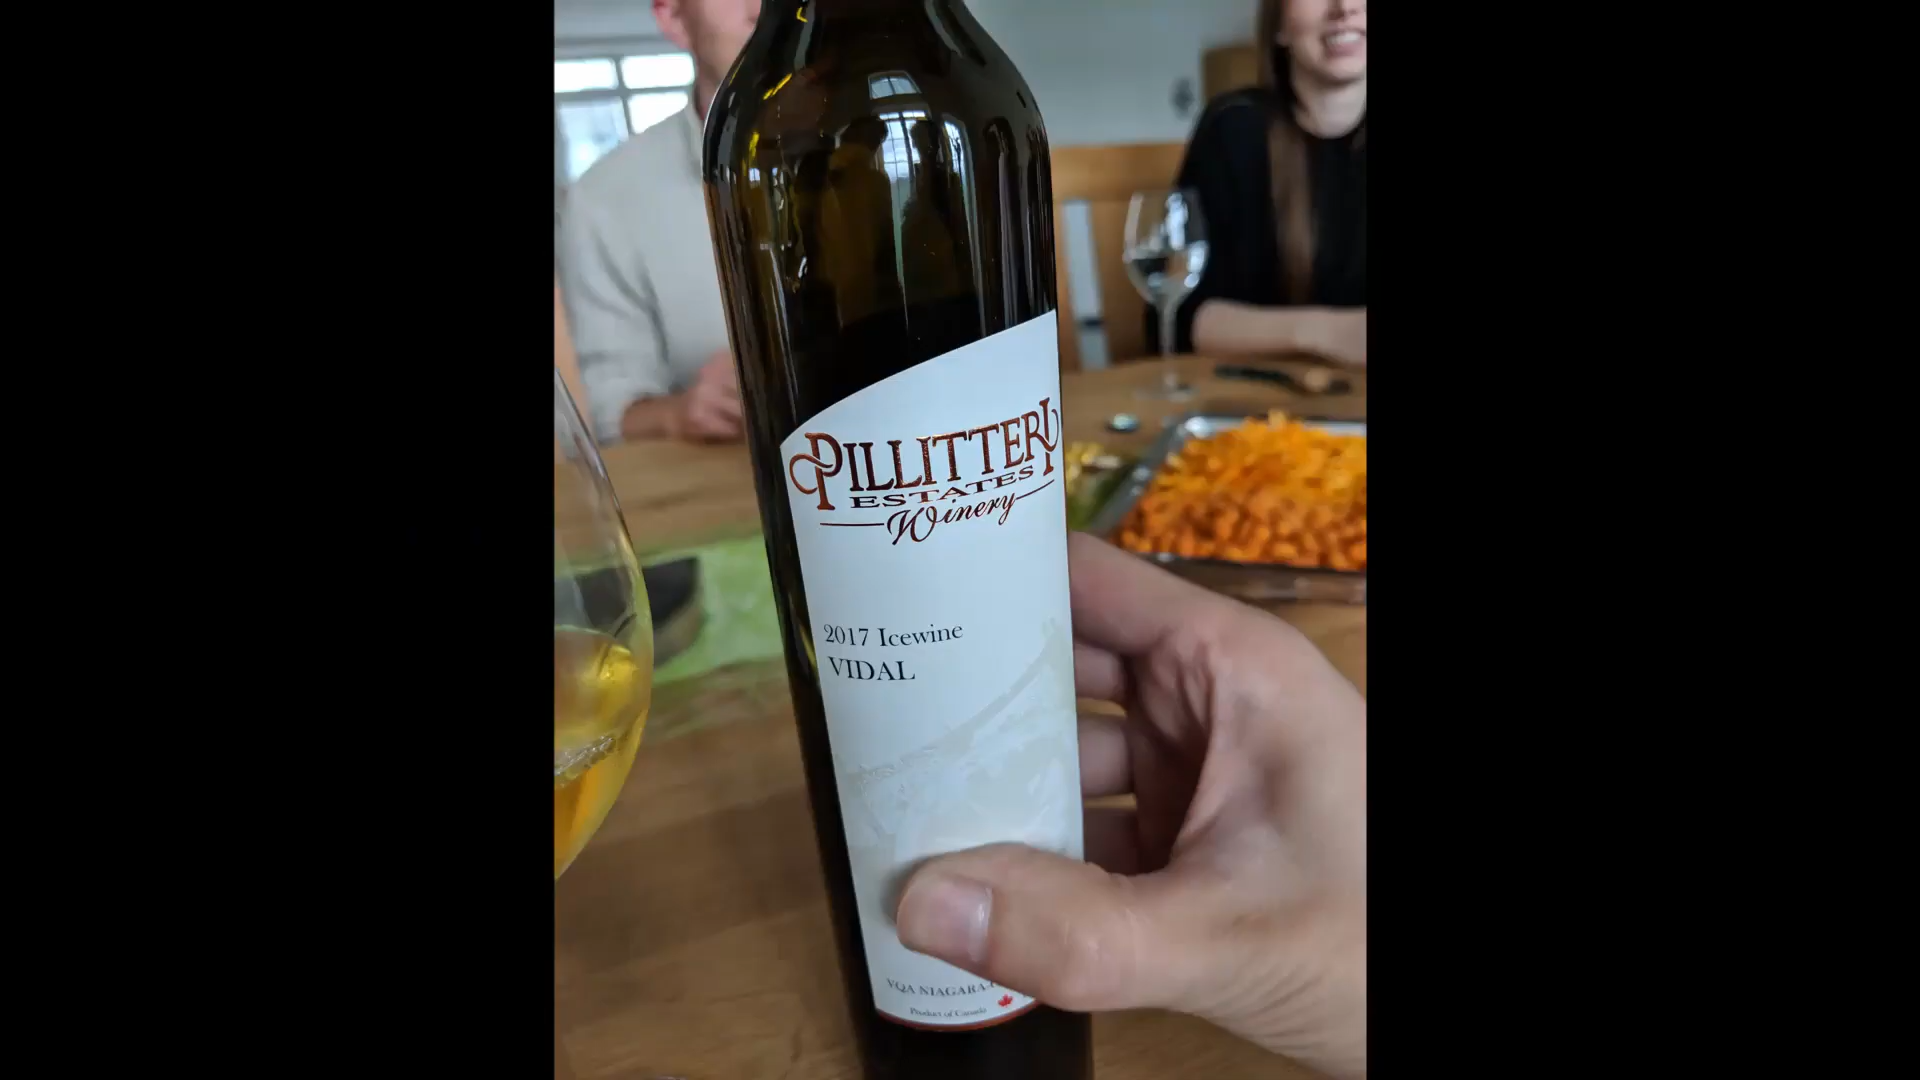 PILLITTERI
ESTATES
Winery
2017 Icewine
VIDAL
VQA NIAGARA
Product of Canada